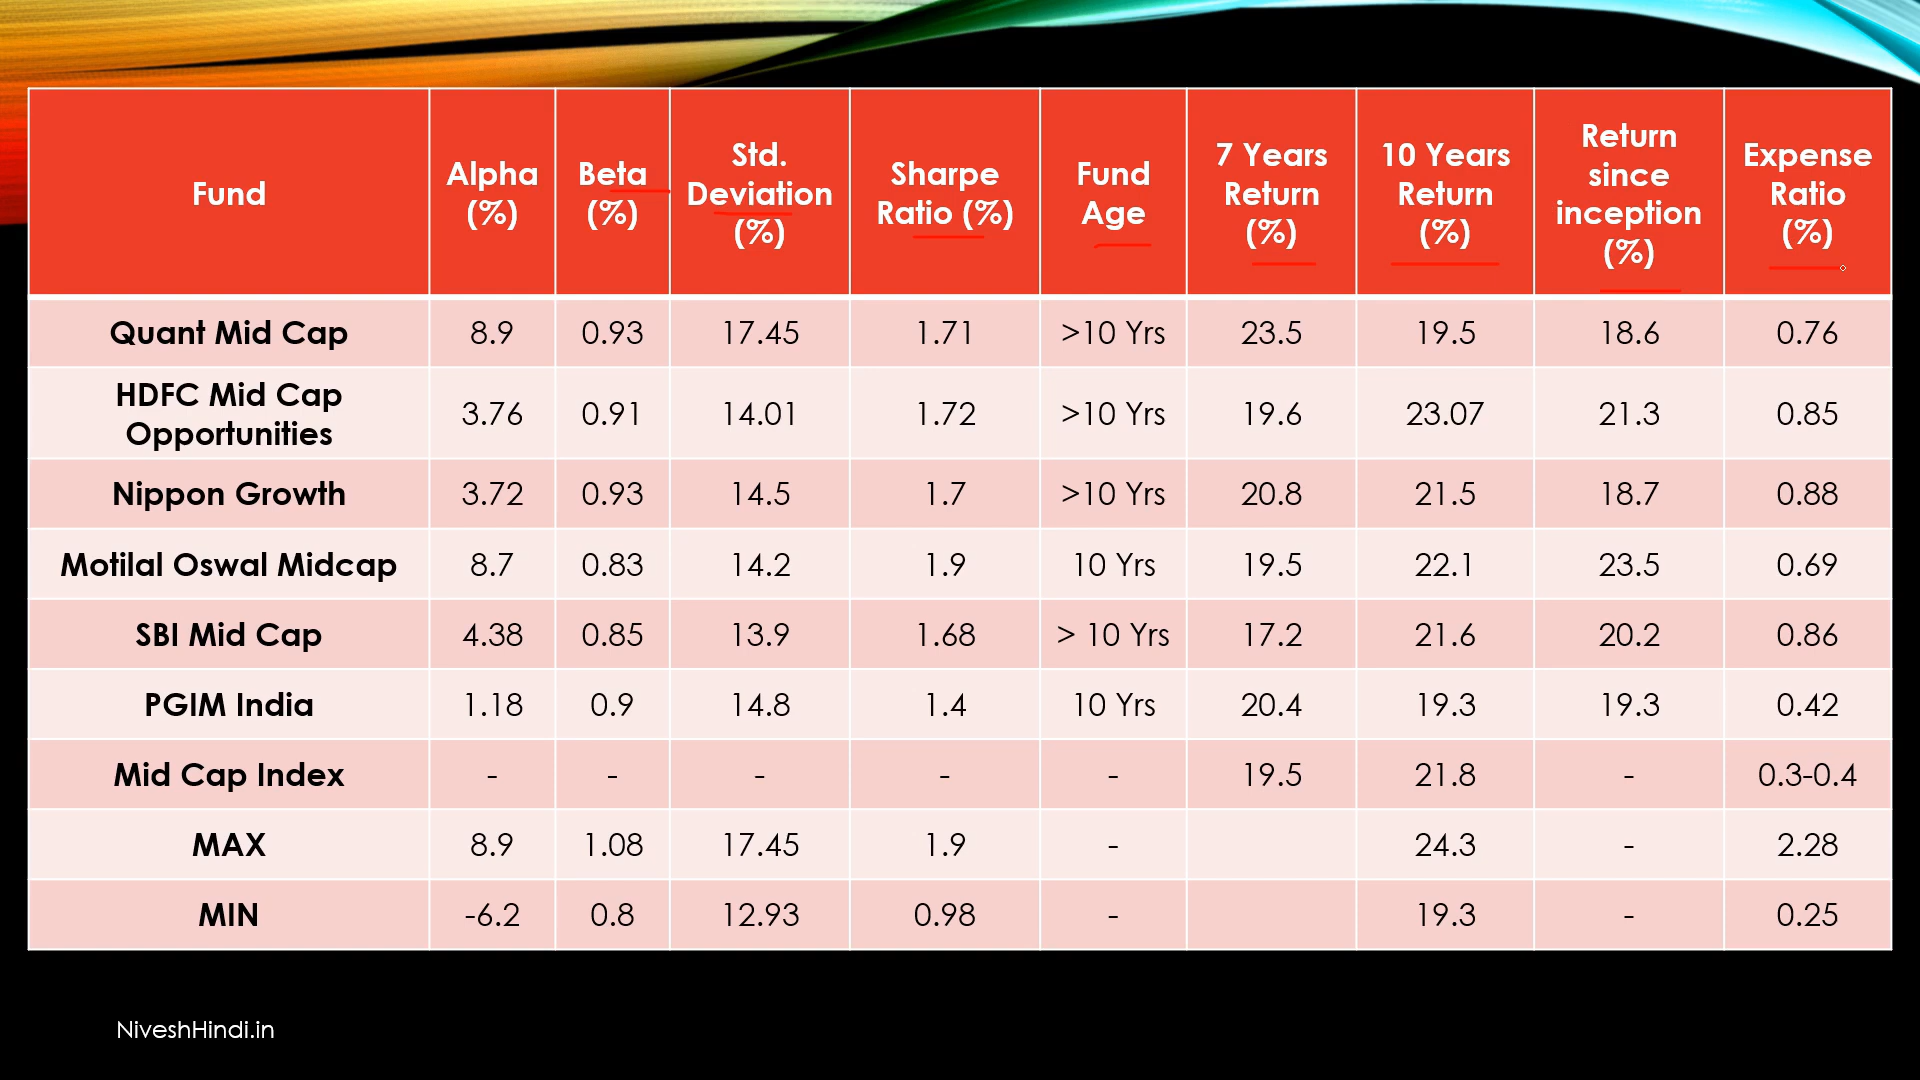 Fund Alpha (%) Beta (%) Std. Deviation (%) Sharpe Ratio (%) Fund Age 7 Years Return (%) 10 Years Return (%) Return since inception (%) Expense Ratio (%)
Quant Mid Cap 8.9 0.93 17.45 1.71 >10 Yrs 23.5 19.5 18.6 0.76
HDFC Mid Cap Opportunities 3.76 0.91 14.01 1.72 >10 Yrs 19.6 23.07 21.3 0.85
Nippon Growth 3.72 0.93 14.5 1.7 >10 Yrs 20.8 21.5 18.7 0.88
Motilal Oswal Midcap 8.7 0.83 14.2 1.9 10 Yrs 19.5 22.1 23.5 0.69
SBI Mid Cap 4.38 0.85 13.9 1.68 > 10 Yrs 17.2 21.6 20.2 0.86
PGIM India 1.18 0.9 14.8 1.4 10 Yrs 20.4 19.3 19.3 0.42
Mid Cap Index - - - - - 19.5 21.8 - 0.3-0.4
MAX 8.9 1.08 17.45 1.9 - 24.3 - 2.28
MIN -6.2 0.8 12.93 0.98 - 19.3 - 0.25
NiveshHindi.in